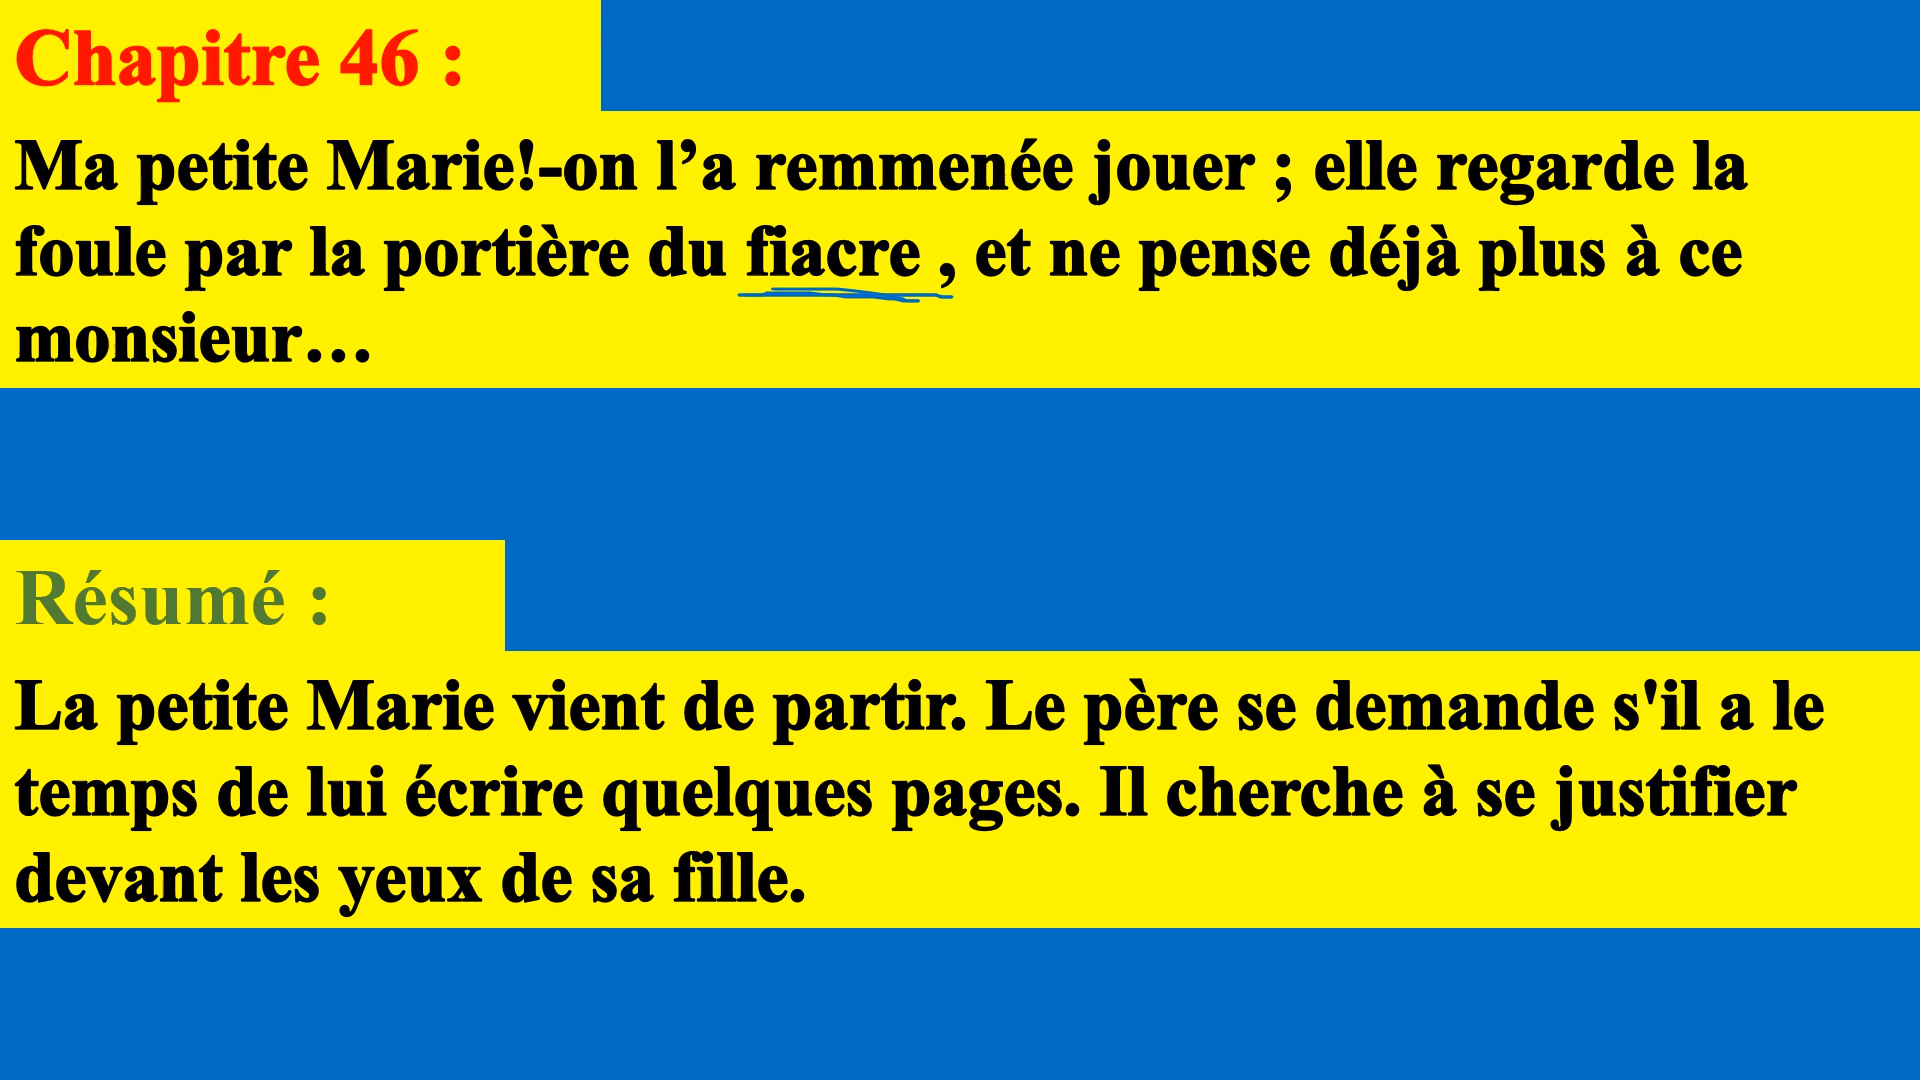 Chapitre 46 :
Ma petite Marie!-on l’a remmenée jouer ; elle regarde la
foule par la portière du fiacre , et ne pense déjà plus à ce
monsieur…
Résumé :
La petite Marie vient de partir. Le père se demande s'il a le
temps de lui écrire quelques pages. Il cherche à se justifier
devant les yeux de sa fille.